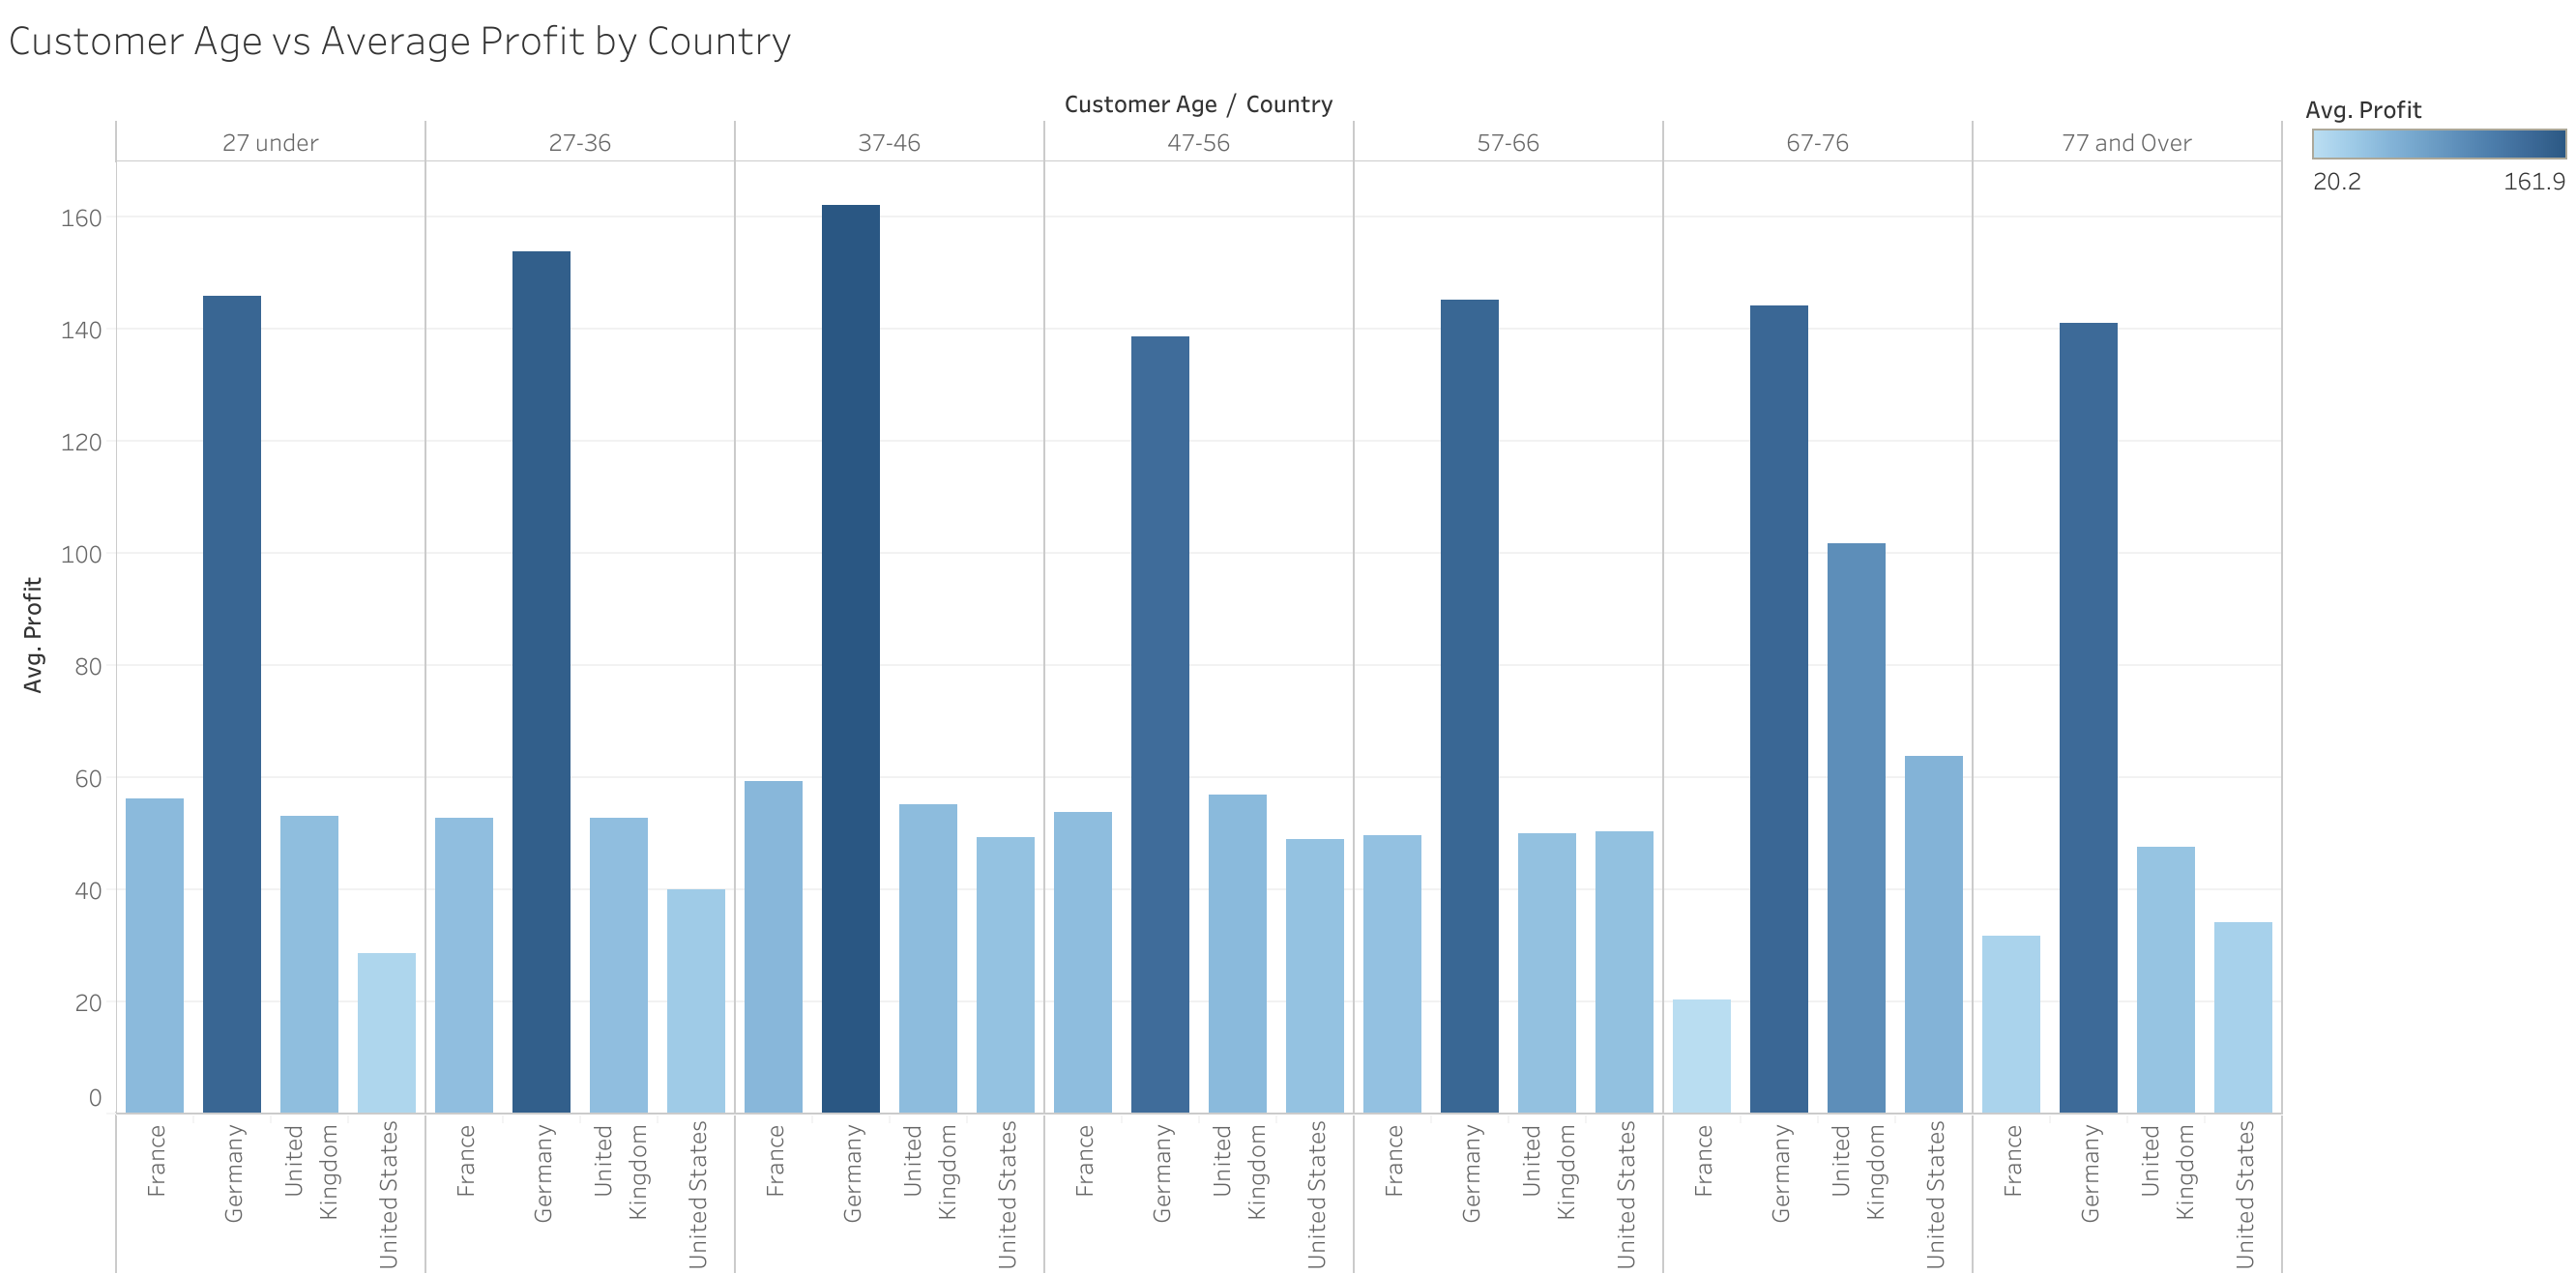 Customer Age vs Average Profit by Country
Customer Age / Country
27 under
27-36
37-46
47-56
57-66
67-76
77 and Over
Avg. Profit
20.2
161.9
Avg. Profit
160
140
120
100
80
60
40
20
0
France
Germany
United
Kingdom
United States
France
Germany
United
Kingdom
United States
France
Germany
United
Kingdom
United States
France
Germany
United
Kingdom
United States
France
Germany
United
Kingdom
United States
France
Germany
United
Kingdom
United States
France
Germany
United
Kingdom
United States